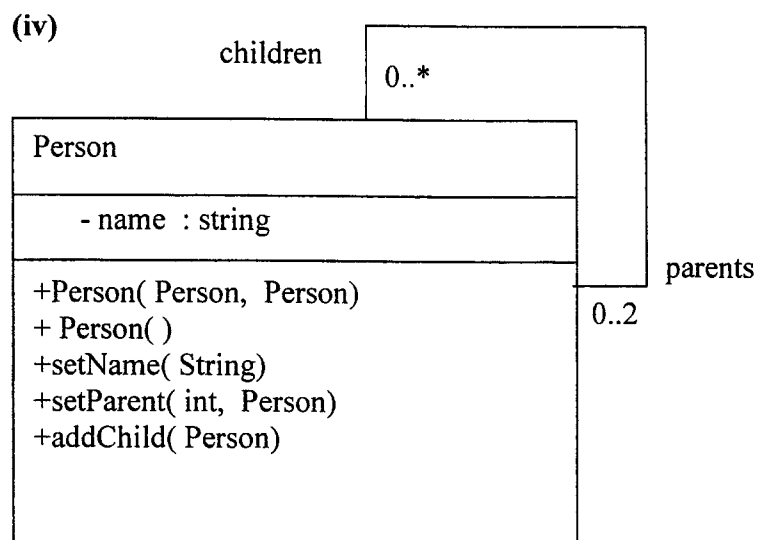 (iv)
children
0..*
Person
- name : string
parents
+Person( Person, Person)
0..2
+ Person( )
+setName( String)
+setParent( int, Person)
+addChild( Person)